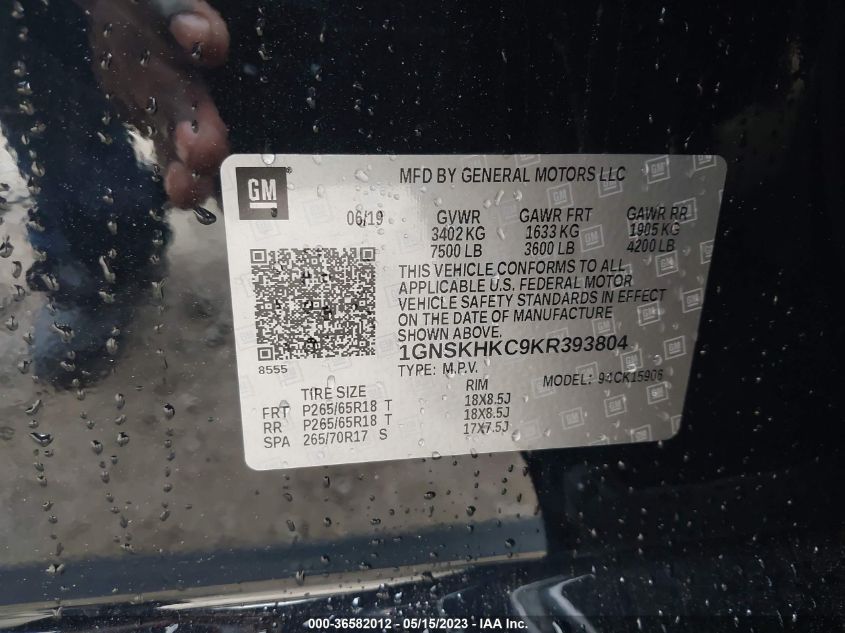 GM
MFD BY GENERAL MOTORS LLC
06/19 GVWR GAWR FRT GAWR RR
3402 KG 1633 KG 1905 KG
7500 LB 3600 LB 4200 LB
THIS VEHICLE CONFORMS TO ALL
APPLICABLE U.S. FEDERAL MOTOR
VEHICLE SAFETY STANDARDS IN EFFECT
ON THE DATE OF MANUFACTURE
SHOWN ABOVE.
8555
1GNSKHKC9KR393804
TYPE: M.P.V. MODEL: 94CK15906
TIRE SIZE RIM
FRT P265/65R18 T 18X8.5J
RR P265/65R18 T 18X8.5J
SPA 265/70R17 S 17X7.5J
000-36582012 - 05/15/2023 - IAA Inc.